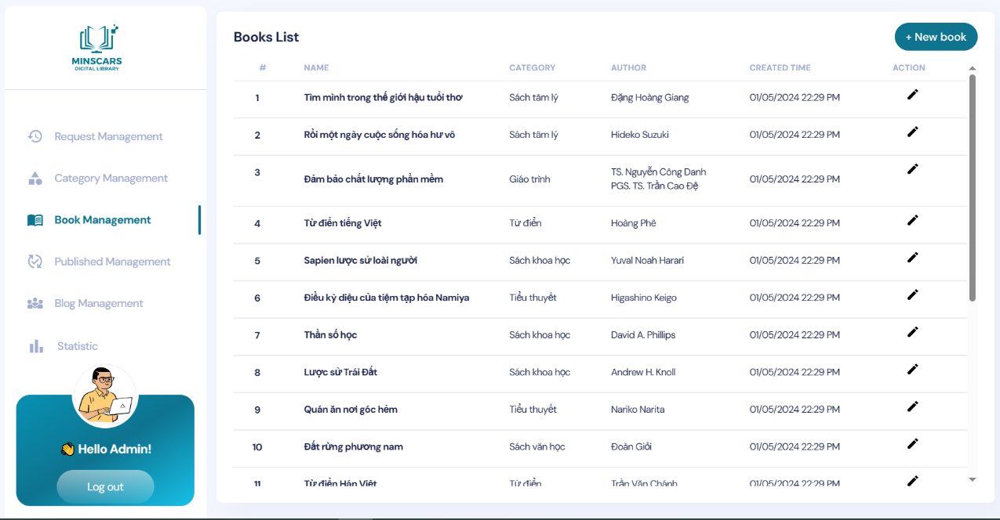 MINSCARS
DIGITAL LIBRARY
Request Management
Category Management
Book Management
Published Management
Blog Management
Statistic
Hello Admin!
Log out
Books List
+ New book
# NAME CATEGORY AUTHOR CREATED TIME ACTION
1 Tìm mình trong thế giới hậu tuổi thơ Sách tâm lý Đặng Hoàng Giang 01/05/2024 22:29 PM
2 Rồi một ngày cuộc sống hóa hư vô Sách tâm lý Hideko Suzuki 01/05/2024 22:29 PM
3 Đảm bảo chất lượng phần mềm Giáo trình TS. Nguyễn Công Danh 01/05/2024 22:29 PM
PGS. TS. Trần Cao Đệ
4 Từ điển tiếng Việt Từ điển Hoàng Phê 01/05/2024 22:29 PM
5 Sapien lược sử loài người Sách khoa học Yuval Noah Harari 01/05/2024 22:29 PM
6 Điều kỳ diệu của tiệm tạp hóa Namiya Tiểu thuyết Higashino Keigo 01/05/2024 22:29 PM
7 Thần số học Sách khoa học David A. Phillips 01/05/2024 22:29 PM
8 Lược sử Trái Đất Sách khoa học Andrew H. Knoll 01/05/2024 22:29 PM
9 Quán ăn nơi góc hẻm Tiểu thuyết Nariko Narita 01/05/2024 22:29 PM
10 Đất rừng phương nam Sách văn học Đoàn Giỏi 01/05/2024 22:29 PM
11 Từ điển Hán Việt Từ điển Trần Văn Chánh 01/05/2024 22:29 PM